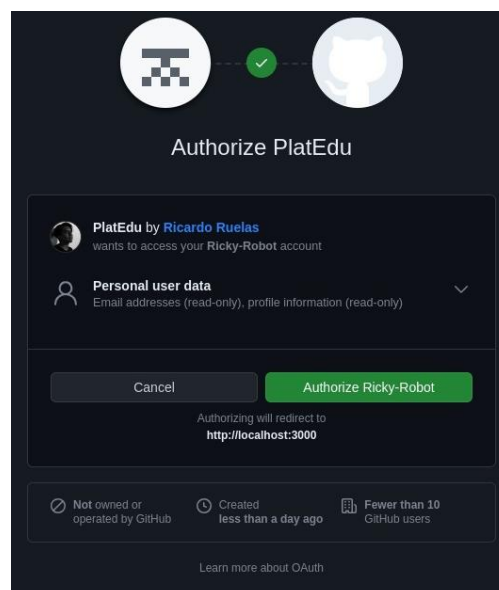 Authorize PlatEdu
PlatEdu by Ricardo Ruelas
wants to access your Ricky-Robot account
Personal user data
Email addresses (read-only), profile information (read-only)
Cancel
Authorize Ricky-Robot
Authorizing will redirect to
http://localhost:3000
Not owned or
operated by GitHub
Created
less than a day ago
Fewer than 10
GitHub users
Learn more about OAuth